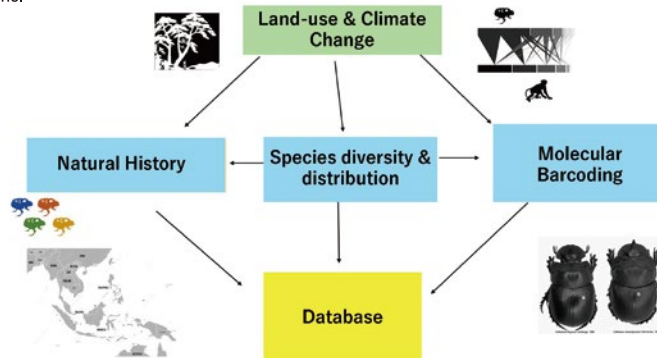 Land-use & Climate
Change
Natural History
Species diversity &
distribution
Molecular
Barcoding
Database